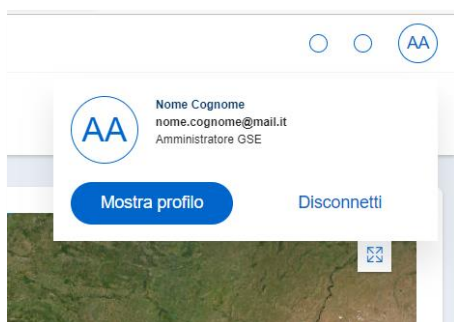 AA
AA
Nome Cognome
nome.cognome@mail.it
Amministratore GSE
Mostra profilo
Disconnetti